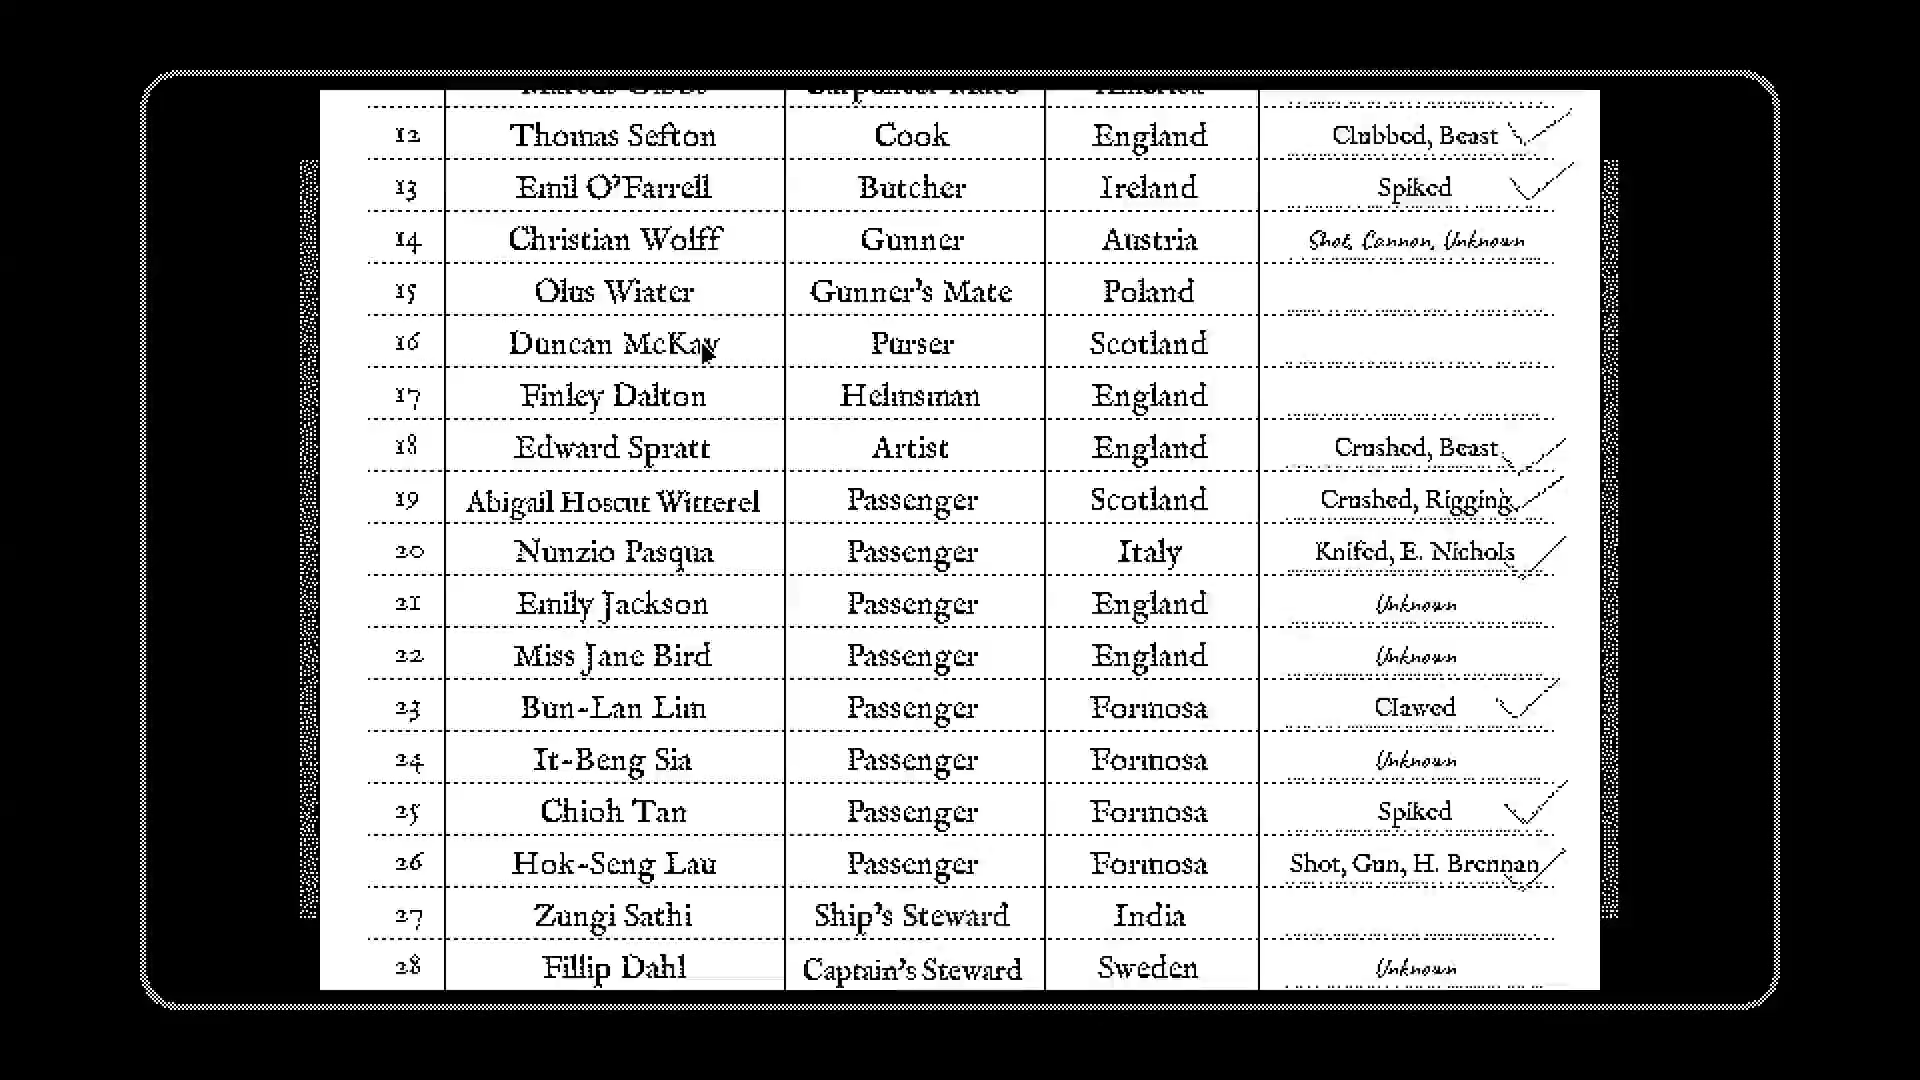 12 Thomas Sefton Cook England Clubbed, Beast
13 Emil O'Farrell Butcher Ireland Spiked
14 Christian Wolff Gunner Austria Shot, Cannon, Unknown
15 Olus Wiater Gunner's Mate Poland
16 Duncan McKay Purser Scotland
17 Finley Dalton Helmsman England
18 Edward Spratt Artist England Crushed, Beast
19 Abigail Hoscut Witterel Passenger Scotland Crushed, Rigging
20 Nunzio Pasqua Passenger Italy Knifed, E. Nichols
21 Emily Jackson Passenger England Unknown
22 Miss Jane Bird Passenger England Unknown
23 Bun-Lan Lim Passenger Formosa Clawed
24 It-Beng Sia Passenger Formosa Unknown
25 Chioh Tan Passenger Formosa Spiked
26 Hok-Seng Lau Passenger Formosa Shot, Gun, H. Brennan
27 Zungi Sathi Ship's Steward India
28 Fillip Dahl Captain's Steward Sweden Unknown